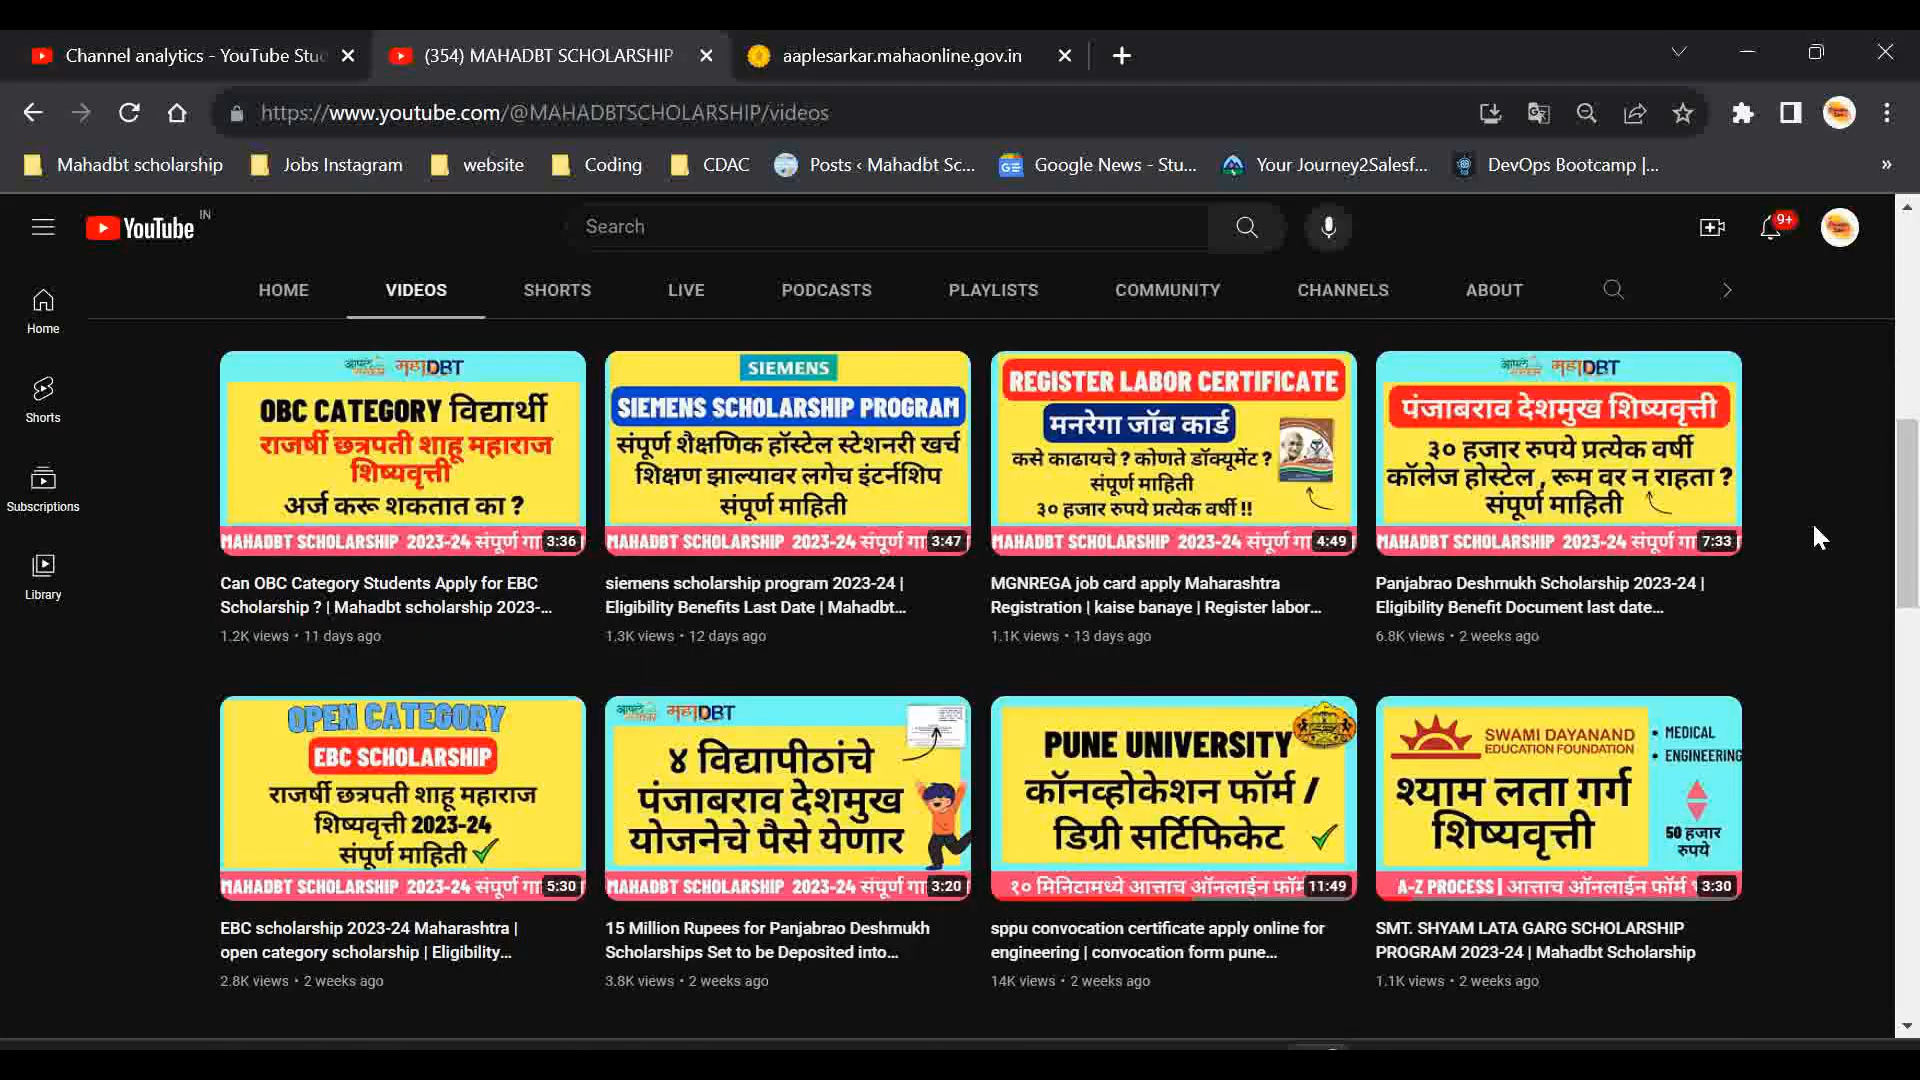 Channel analytics - YouTube Stu
(354) MAHADBT SCHOLARSHIP
aaplesarkar.mahaonline.gov.in
https://www.youtube.com/@MAHADBTSCHOLARSHIP/videos
Mahadbt scholarship
Jobs Instagram
website
Coding
CDAC
Posts ‹ Mahadbt Sc...
GE
Google News - Stu...
Your Journey2Salesf...
DevOps Bootcamp |...
»
YouTube
IN
Search
9+
HOME
VIDEOS
SHORTS
LIVE
PODCASTS
PLAYLISTS
COMMUNITY
CHANNELS
ABOUT
Home
Shorts
Subscriptions
Library
महाDBT
OBC CATEGORY विद्यार्थी
राजर्षी छत्रपती शाहू महाराज
शिष्यवृत्ती
अर्ज करू शकतात का ?
MAHADBT SCHOLARSHIP 2023-24 संपूर्ण गा
3:36
Can OBC Category Students Apply for EBC
Scholarship ? | Mahadbt scholarship 2023-...
1.2K views • 11 days ago
SIEMENS
SIEMENS SCHOLARSHIP PROGRAM
संपूर्ण शैक्षणिक हॉस्टेल स्टेशनरी खर्च
शिक्षण झाल्यावर लगेच इंटर्नशिप
संपूर्ण माहिती
MAHADBT SCHOLARSHIP 2023-24 संपूर्ण गा
3:47
siemens scholarship program 2023-24 |
Eligibility Benefits Last Date | Mahadbt...
1.3K views • 12 days ago
REGISTER LABOR CERTIFICATE
मनरेगा जॉब कार्ड
कसे काढायचे ? कोणते डॉक्यूमेंट ?
संपूर्ण माहिती
३० हजार रुपये प्रत्येक वर्षी !!
MAHADBT SCHOLARSHIP 2023-24 संपूर्ण गा
4:49
MGNREGA job card apply Maharashtra
Registration | kaise banaye | Register labor...
1.1K views • 13 days ago
महाDBT
पंजाबराव देशमुख शिष्यवृत्ती
३० हजार रुपये प्रत्येक वर्षी
कॉलेज होस्टेल , रूम वर न राहता ?
संपूर्ण माहिती
MAHADBT SCHOLARSHIP 2023-24 संपूर्ण गा
7:33
Panjabrao Deshmukh Scholarship 2023-24 |
Eligibility Benefit Document last date...
6.8K views • 2 weeks ago
OPEN CATEGORY
EBC SCHOLARSHIP
राजर्षी छत्रपती शाहू महाराज
शिष्यवृत्ती 2023-24
संपूर्ण माहिती
MAHADBT SCHOLARSHIP 2023-24 संपूर्ण गा
5:30
EBC scholarship 2023-24 Maharashtra |
open category scholarship | Eligibility...
2.8K views • 2 weeks ago
महाDBT
४ विद्यापीठांचे
पंजाबराव देशमुख
योजनेचे पैसे येणार
MAHADBT SCHOLARSHIP 2023-24 संपूर्ण गा
3:20
15 Million Rupees for Panjabrao Deshmukh
Scholarships Set to be Deposited into...
3.8K views • 2 weeks ago
PUNE UNIVERSITY
कॉनव्होकेशन फॉर्म /
डिग्री सर्टिफिकेट
१० मिनिटामध्ये आत्ताच ऑनलाईन फॉर्म
11:49
sppu convocation certificate apply online for
engineering | convocation form pune...
14K views • 2 weeks ago
SWAMI DAYANAND
EDUCATION FOUNDATION
• MEDICAL
• ENGINEERING
श्याम लता गर्ग
शिष्यवृत्ती
50 हजार
रुपये
A-Z PROCESS | आत्ताच ऑनलाईन फॉर्म
3:30
SMT. SHYAM LATA GARG SCHOLARSHIP
PROGRAM 2023-24 | Mahadbt Scholarship
1.1K views • 2 weeks ago